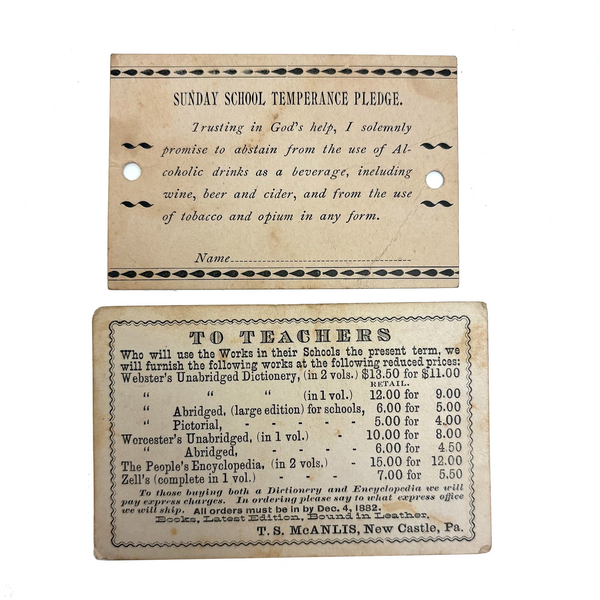 SUNDAY SCHOOL TEMPERANCE PLEDGE.
Trusting in God's help, I solemnly
promise to abstain from the use of Al-
coholic drinks as a beverage, including
wine, beer and cider, and from the use
of tobacco and opium in any form.
Name
TO TEACHERS
Who will use the Works in their Schools the present term, we
will furnish the following works at the following reduced prices:
Webster's Unabridged Dictionery, (in 2 vols.) $13.50 for $11.00
RETAIL.
" " " (in 1 vol.) 12.00 for 9.00
" Abridged, (large edition) for schools, 6.00 for 5.00
" Pictorial, - - - - 5.00 for 4.00
Worcester's Unabridged, (in 1 vol.) - 10.00 for 8.00
" Abridged, - - - 6.00 for 4.50
The People's Encyclopedia, (in 2 vols.) - 15.00 for 12.00
Zell's (complete in 1 vol.) - - - 7.00 for 5.50
To those buying both a Dictionery and Encyclopedia we will
pay express charges. In ordering please say to what express office
we will ship. All orders must be in by Dec. 4, 1882.
Books, Latest Edition, Bound in Leather.
T. S. McANLIS, New Castle, Pa.